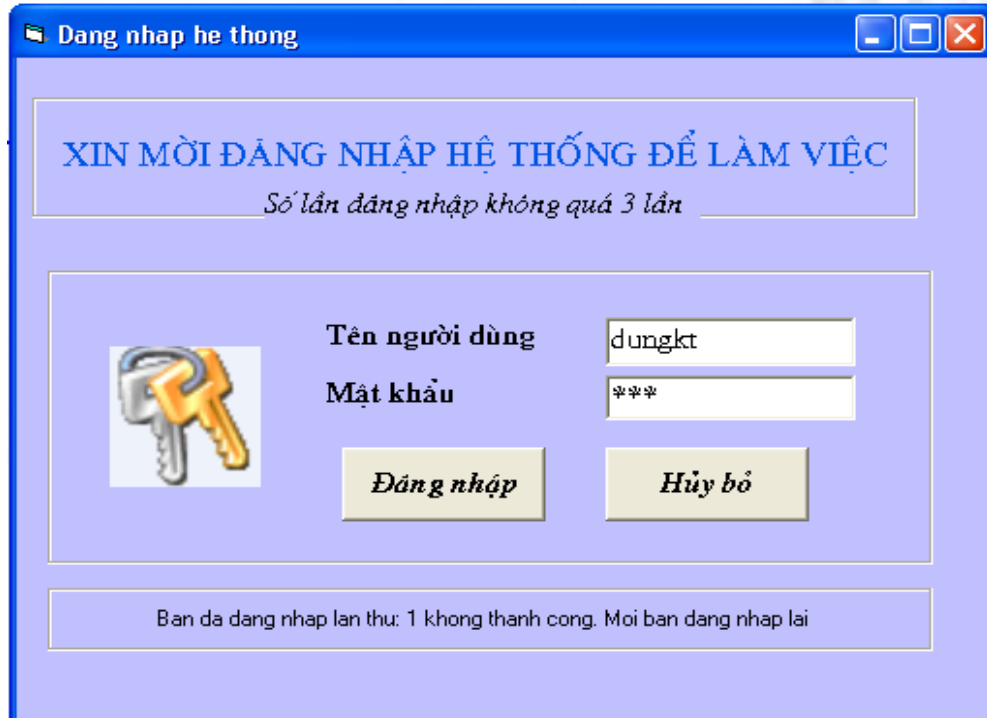 Dang nhap he thong
XIN MỜI ĐĂNG NHẬP HỆ THỐNG ĐỂ LÀM VIỆC
Số lần đăng nhập không quá 3 lần
Tên người dùng dungkt
Mật khẩu ***
Đăng nhập Hủy bỏ
Ban da dang nhap lan thu: 1 khong thanh cong. Moi ban dang nhap lai